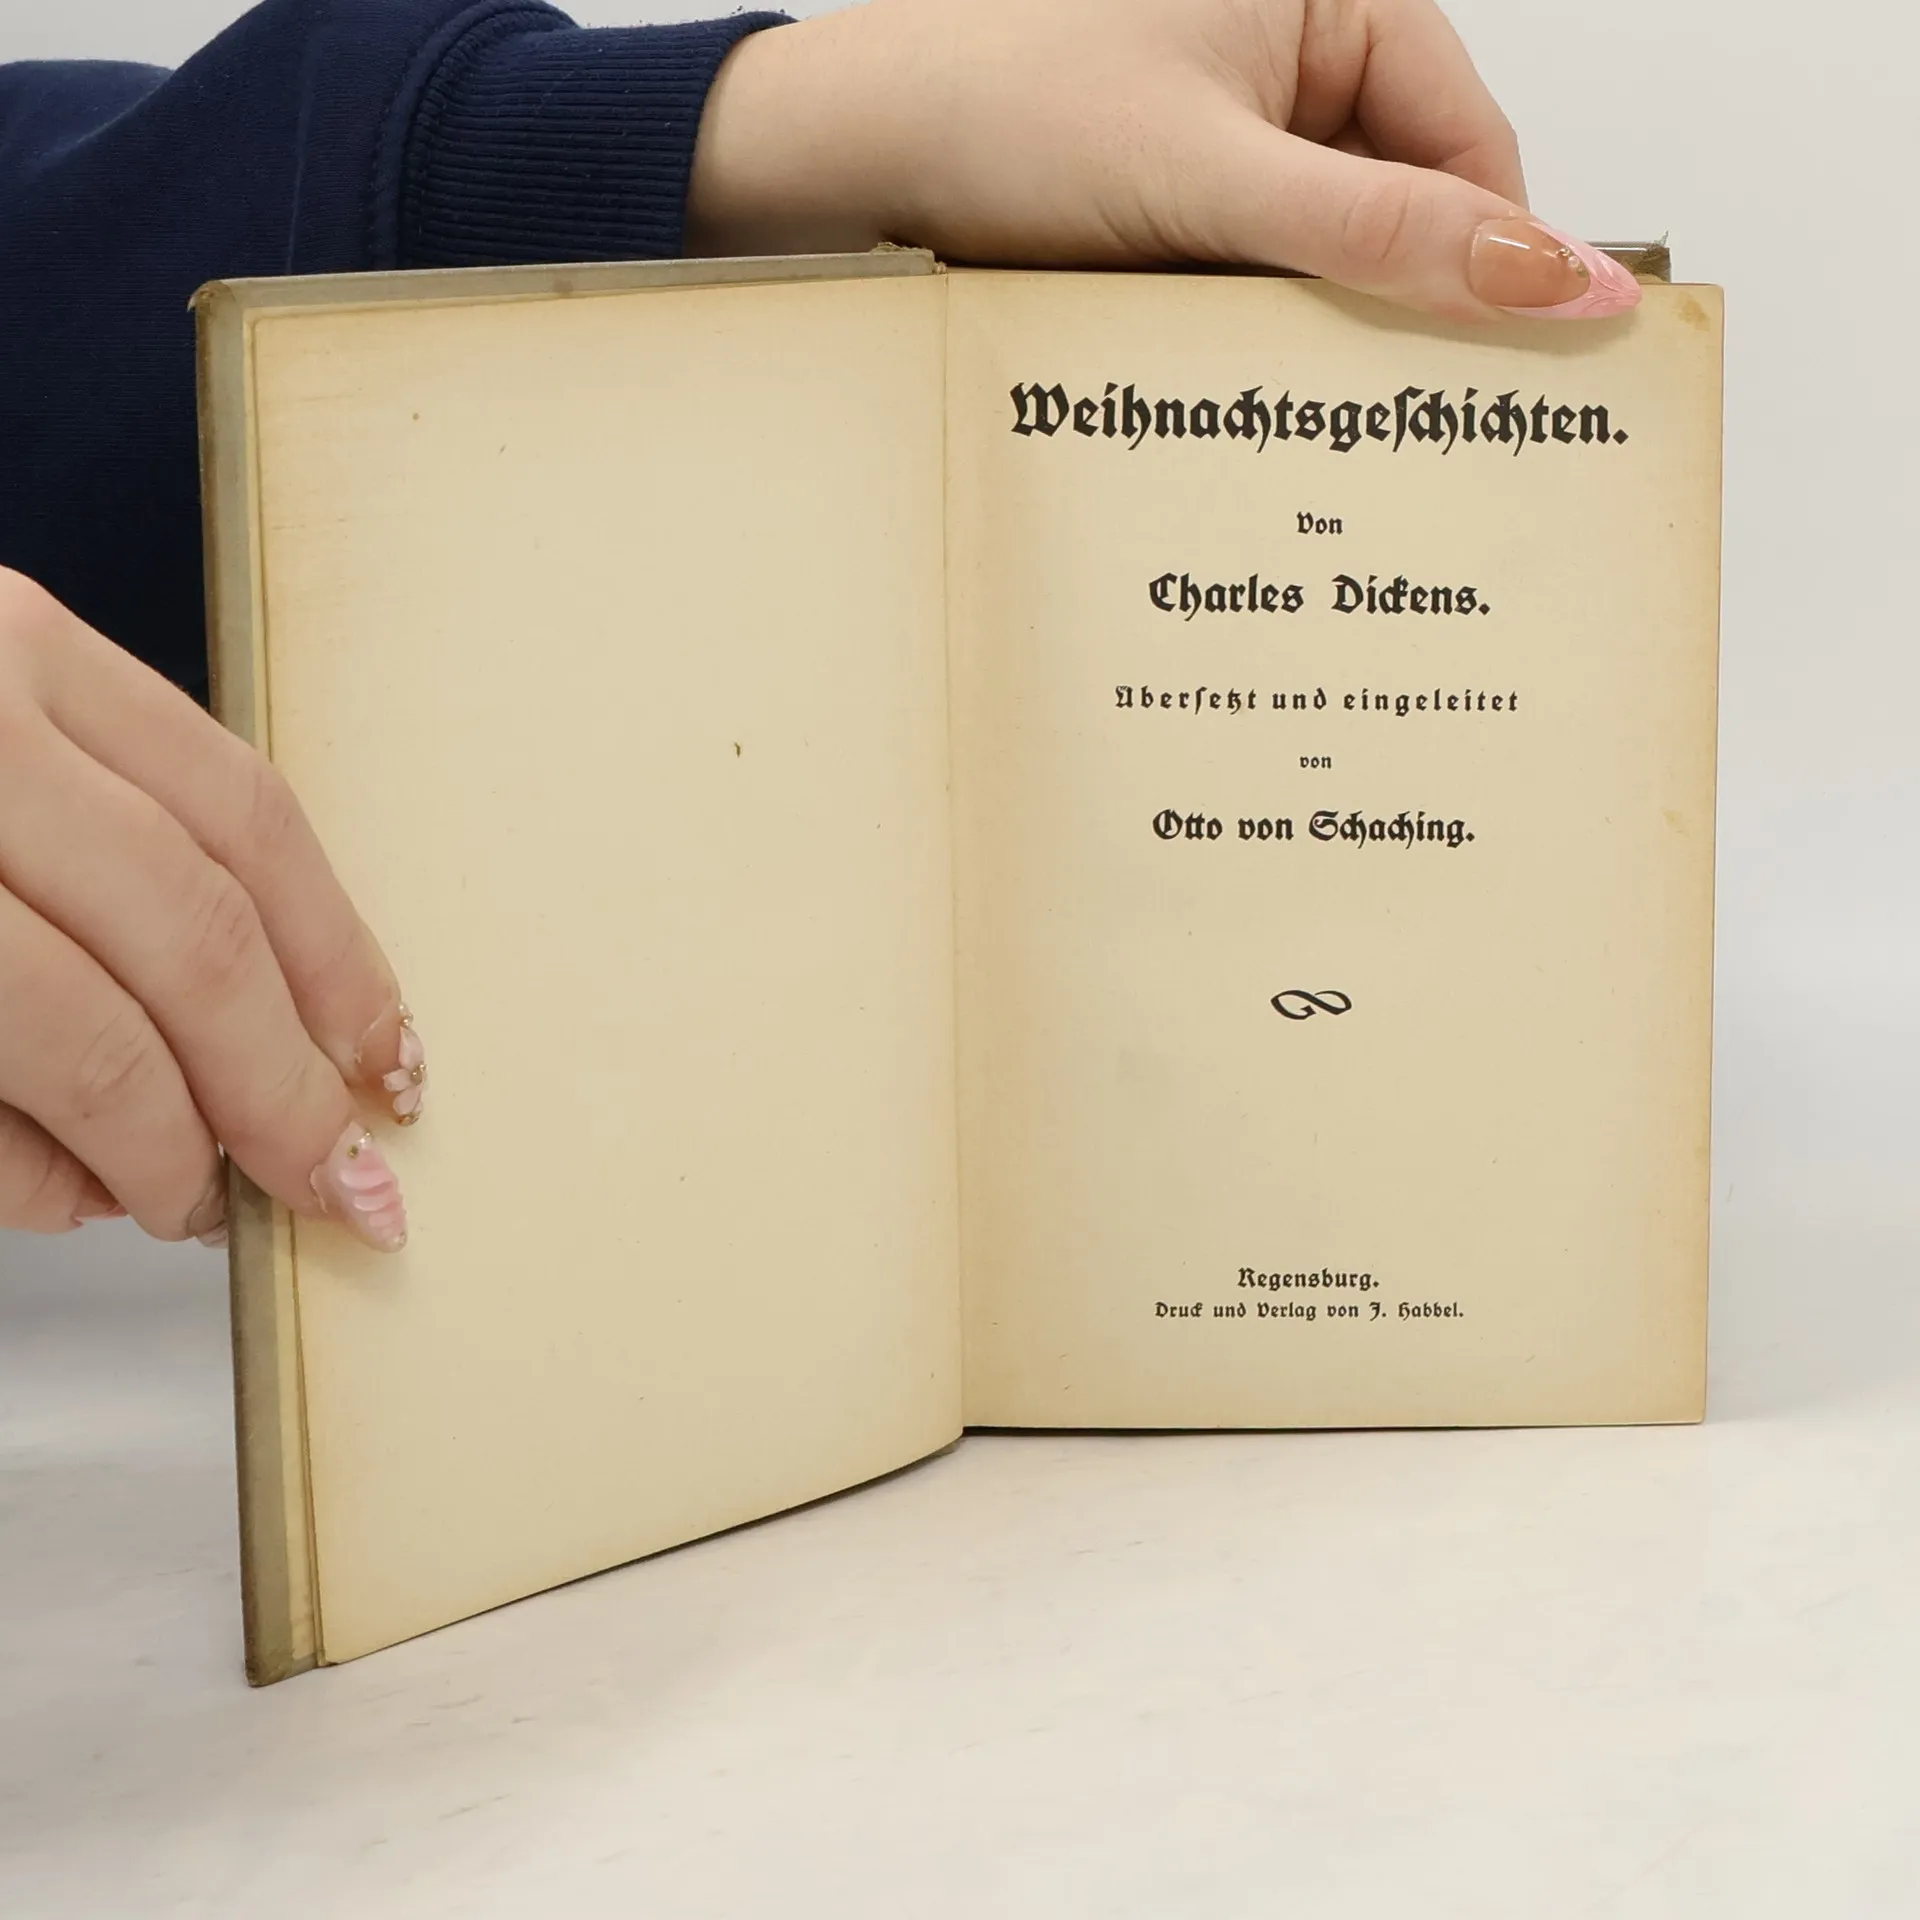 Weihnachtsgeſchichten.
Von
Charles Dickens.
Überſetzt und eingeleitet
von
Otto von Schaching.
Regensburg.
Druck und Verlag von J. Habbel.